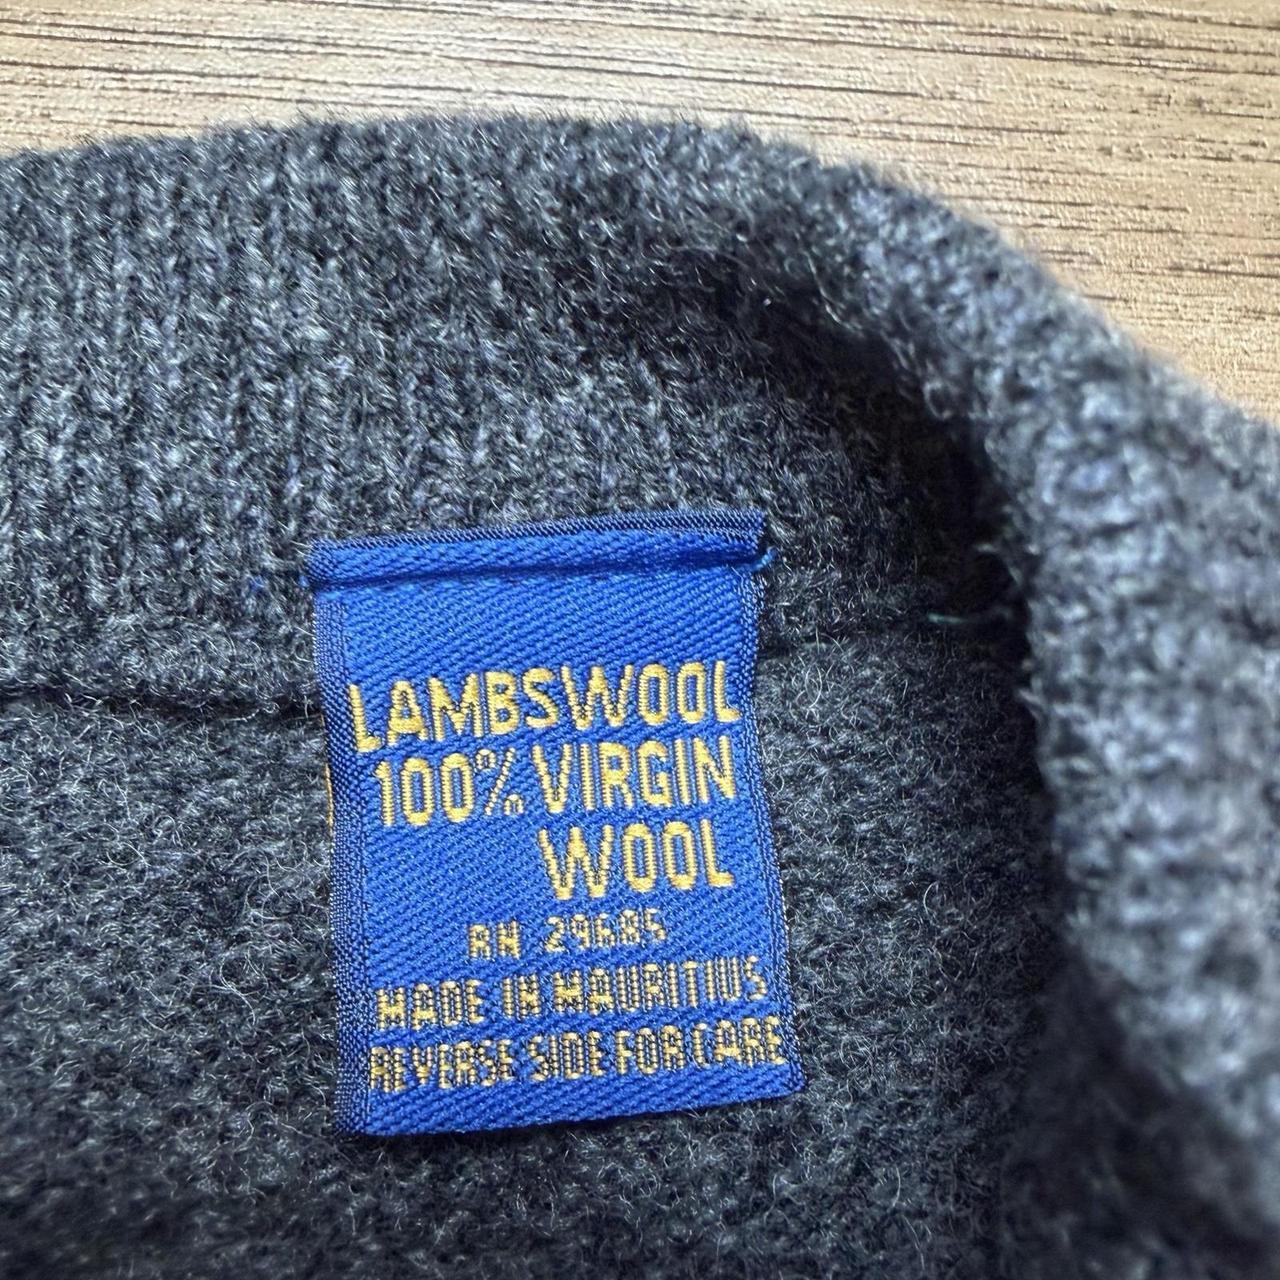 LAMBSWOOL
100% VIRGIN
WOOL
RN 29685
MADE IN MAURITIUS
REVERSE SIDE FOR CARE